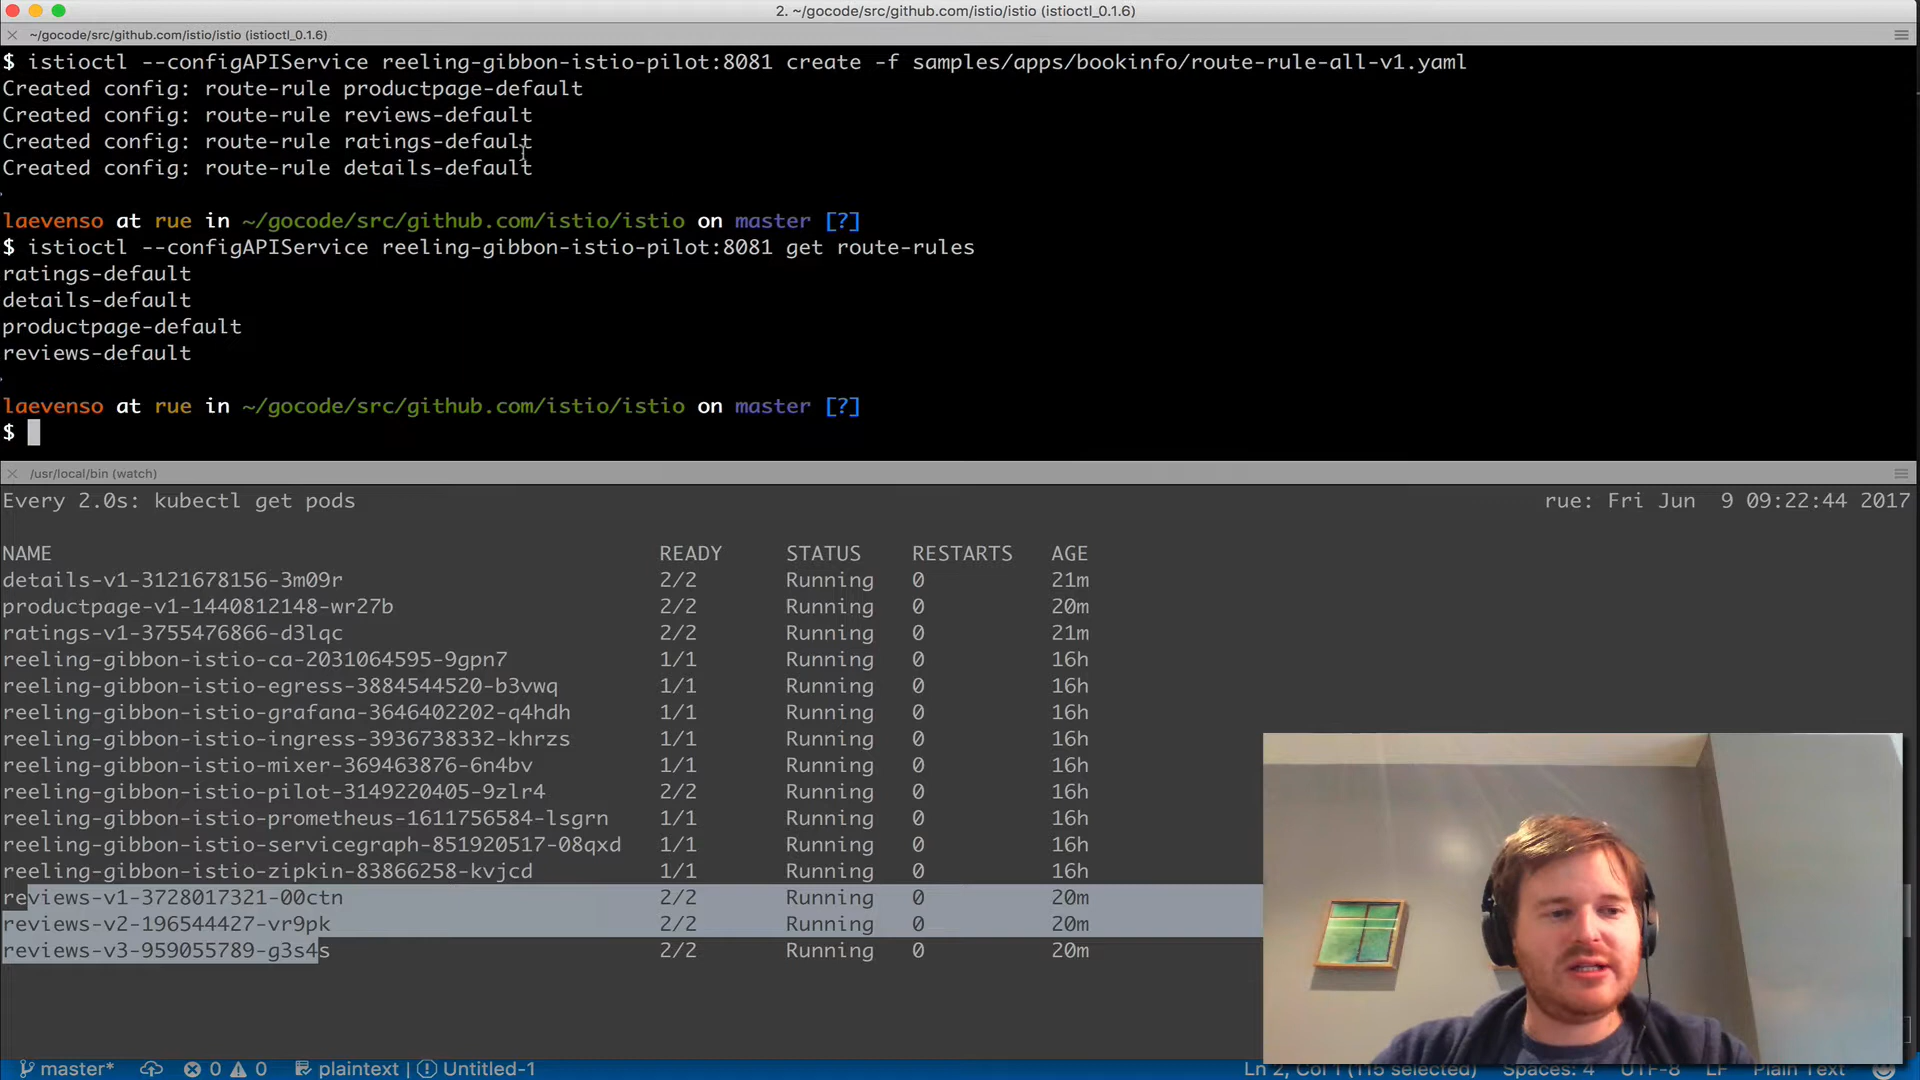 2. ~/gocode/src/github.com/istio/istio (istioctl_0.1.6)
~/gocode/src/github.com/istio/istio (istioctl_0.1.6)
$ istioctl --configAPIService reeling-gibbon-istio-pilot:8081 create -f samples/apps/bookinfo/route-rule-all-v1.yaml
Created config: route-rule productpage-default
Created config: route-rule reviews-default
Created config: route-rule ratings-default
Created config: route-rule details-default
laevenso at rue in ~/gocode/src/github.com/istio/istio on master [?]
$ istioctl --configAPIService reeling-gibbon-istio-pilot:8081 get route-rules
ratings-default
details-default
productpage-default
reviews-default
laevenso at rue in ~/gocode/src/github.com/istio/istio on master [?]
$
/usr/local/bin (watch)
Every 2.0s: kubectl get pods rue: Fri Jun 9 09:22:44 2017
NAME READY STATUS RESTARTS AGE
details-v1-3121678156-3m09r 2/2 Running 0 21m
productpage-v1-1440812148-wr27b 2/2 Running 0 20m
ratings-v1-3755476866-d3lqc 2/2 Running 0 21m
reeling-gibbon-istio-ca-2031064595-9gpn7 1/1 Running 0 16h
reeling-gibbon-istio-egress-3884544520-b3vwq 1/1 Running 0 16h
reeling-gibbon-istio-grafana-3646402202-q4hdh 1/1 Running 0 16h
reeling-gibbon-istio-ingress-3936738332-khrzs 1/1 Running 0 16h
reeling-gibbon-istio-mixer-369463876-6n4bv 1/1 Running 0 16h
reeling-gibbon-istio-pilot-3149220405-9zlr4 2/2 Running 0 16h
reeling-gibbon-istio-prometheus-1611756584-lsgrn 1/1 Running 0 16h
reeling-gibbon-istio-servicegraph-851920517-08qxd 1/1 Running 0 16h
reeling-gibbon-istio-zipkin-83866258-kvjcd 1/1 Running 0 16h
reviews-v1-3728017321-00ctn 2/2 Running 0 20m
reviews-v2-196544427-vr9pk 2/2 Running 0 20m
reviews-v3-959055789-g3s4s 2/2 Running 0 20m
master* 0 0 plaintext | Untitled-1 Ln 2, Col 1 (115 selected) Spaces: 4 UTF-8 LF Plain Text